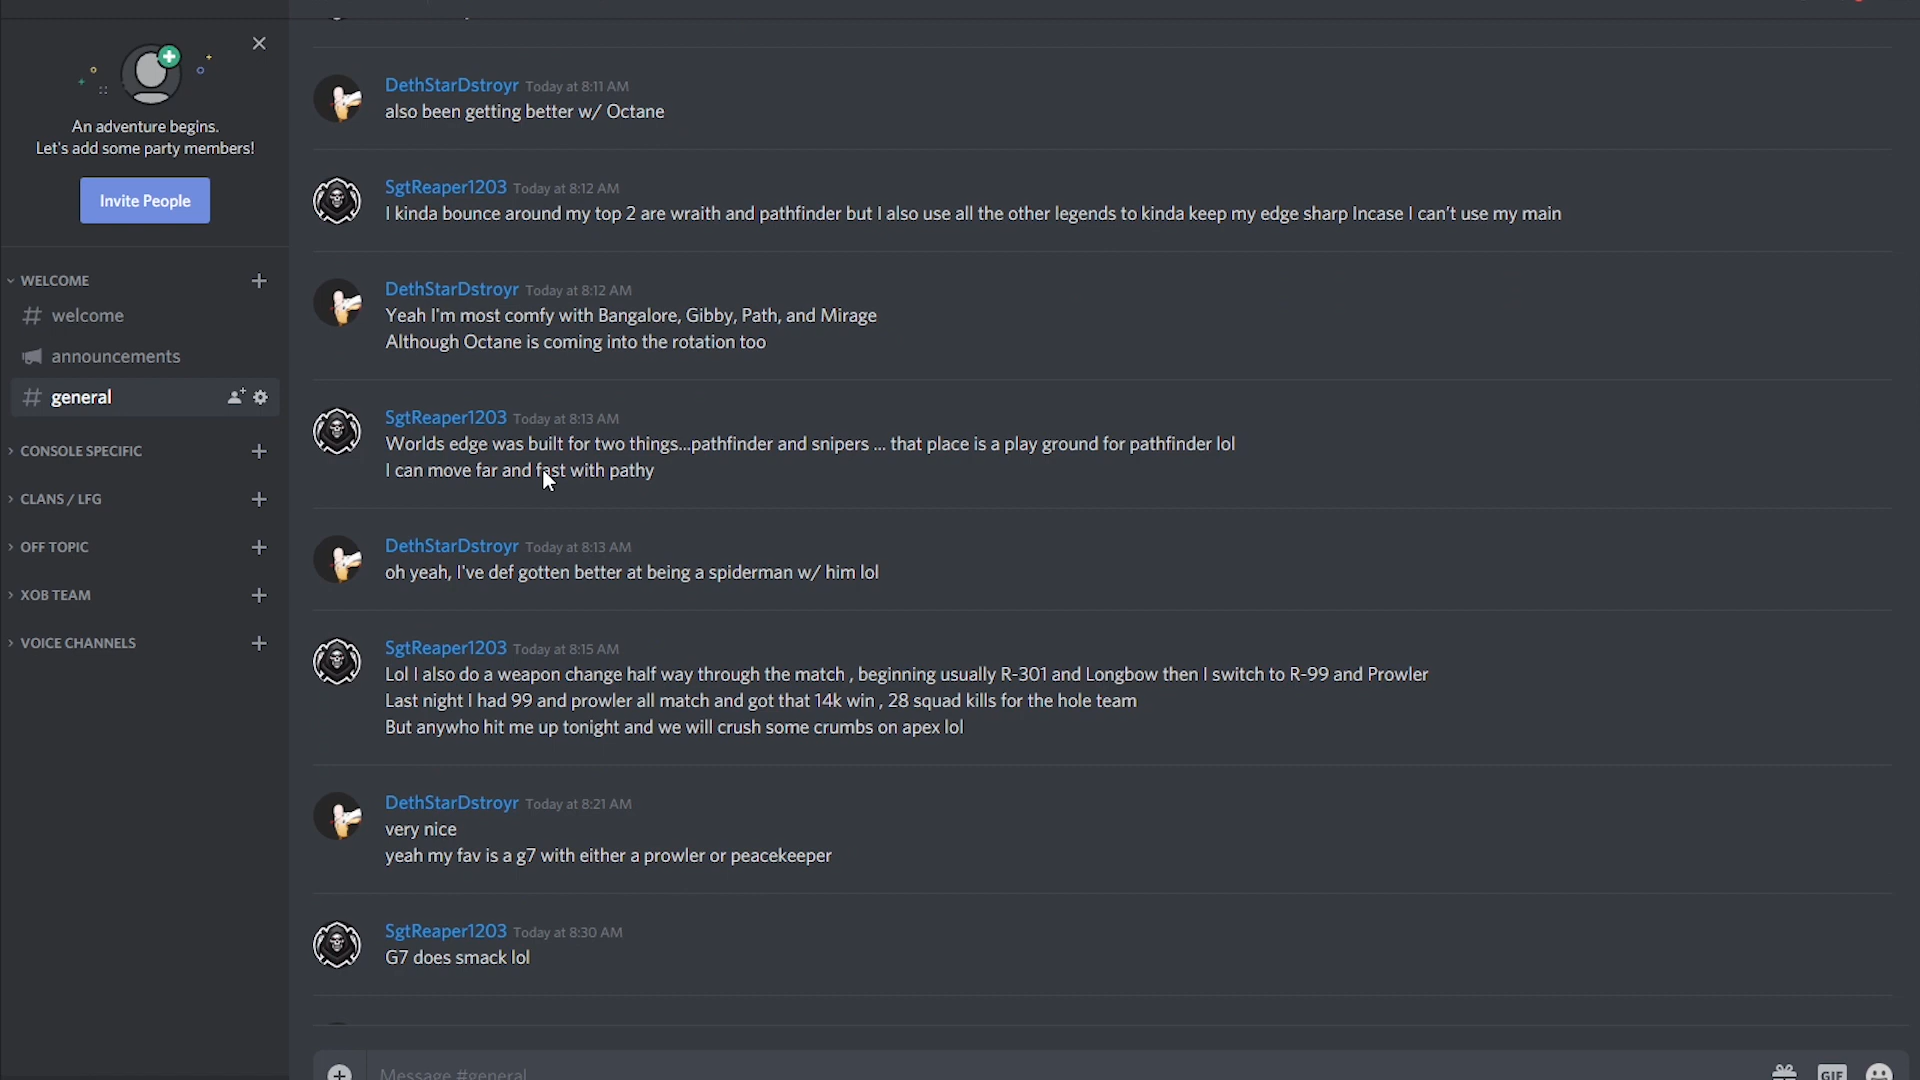 An adventure begins.
Let's add some party members!
Invite People
WELCOME
welcome
announcements
general
CONSOLE SPECIFIC
CLANS / LFG
OFF TOPIC
XOB TEAM
VOICE CHANNELS
DethStarDstroyr Today at 8:11 AM
also been getting better w/ Octane
SgtReaper1203 Today at 8:12 AM
I kinda bounce around my top 2 are wraith and pathfinder but I also use all the other legends to kinda keep my edge sharp Incase I can't use my main
DethStarDstroyr Today at 8:12 AM
Yeah I'm most comfy with Bangalore, Gibby, Path, and Mirage
Although Octane is coming into the rotation too
SgtReaper1203 Today at 8:13 AM
Worlds edge was built for two things...pathfinder and snipers ... that place is a play ground for pathfinder lol
I can move far and fast with pathy
DethStarDstroyr Today at 8:13 AM
oh yeah, I've def gotten better at being a spiderman w/ him lol
SgtReaper1203 Today at 8:15 AM
Lol I also do a weapon change half way through the match , beginning usually R-301 and Longbow then I switch to R-99 and Prowler
Last night I had 99 and prowler all match and got that 14k win , 28 squad kills for the hole team
But anywho hit me up tonight and we will crush some crumbs on apex lol
DethStarDstroyr Today at 8:21 AM
very nice
yeah my fav is a g7 with either a prowler or peacekeeper
SgtReaper1203 Today at 8:30 AM
G7 does smack lol
Message #general
GIF